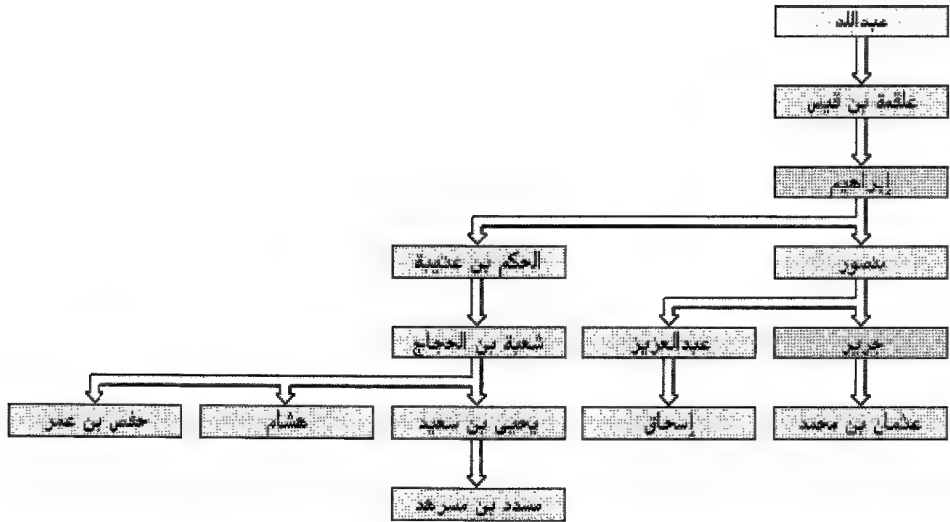 عبدالله
علقمة بن قيس
إبراهيم
منصور
الحكم بن عتيبة
جرير
عبدالعزيز
شعبة بن الحجاج
عثمان بن محمد
إسحاق
يحيى بن سعيد
هشام
حفص بن عمر
مسدد بن مسرهد